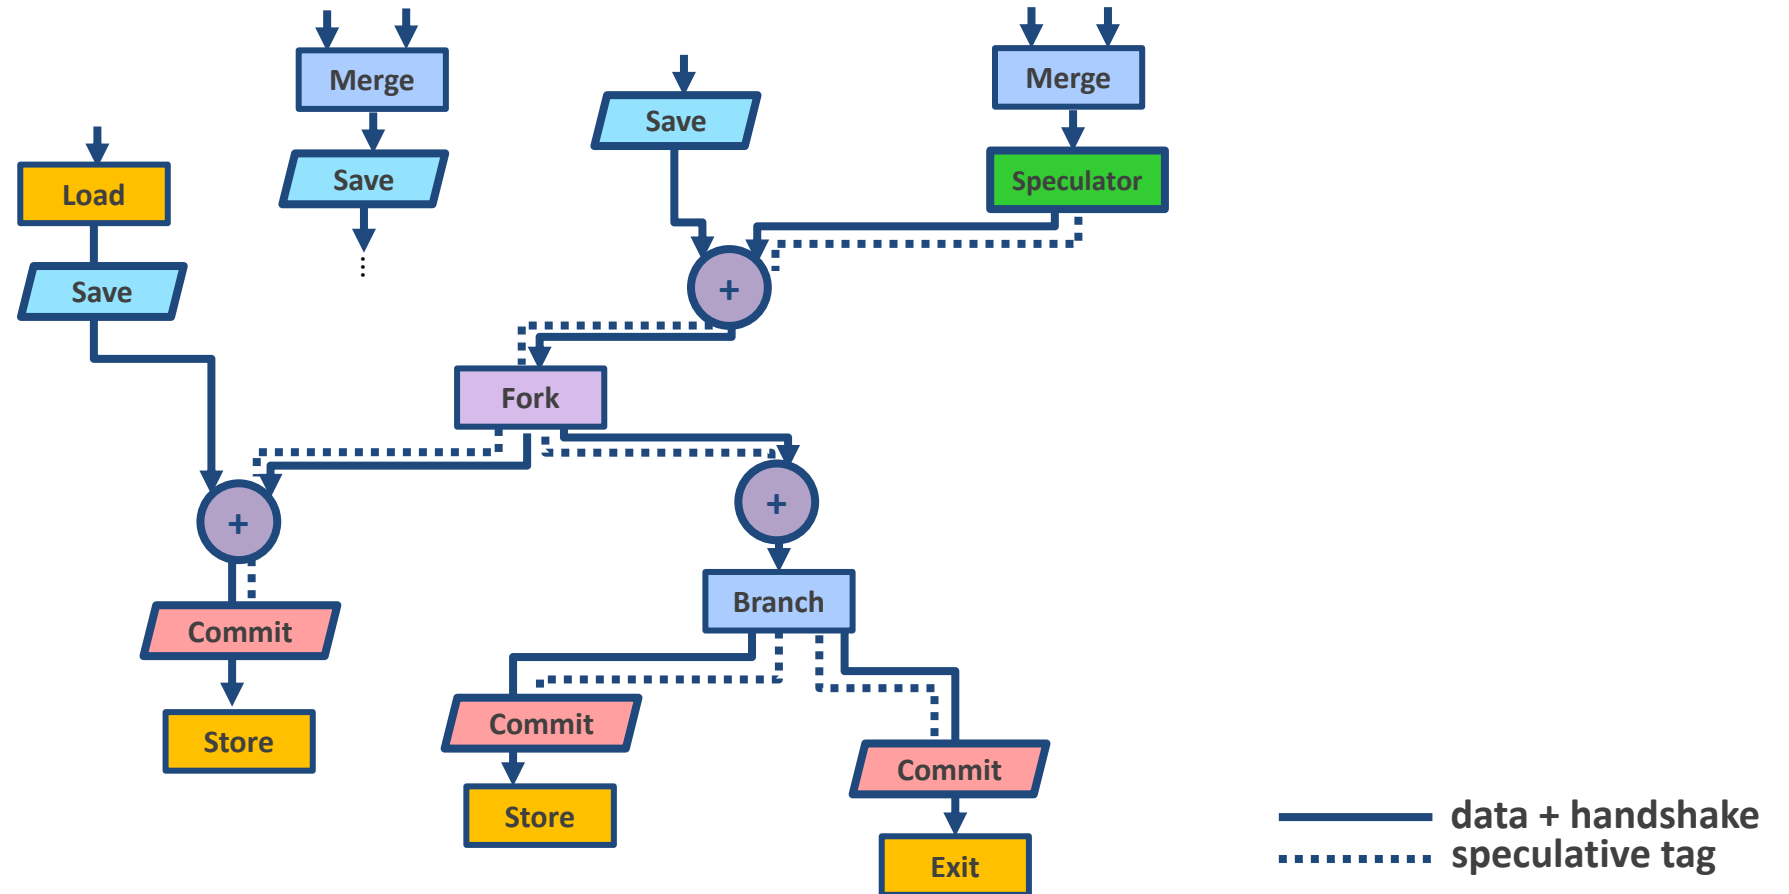 Merge
Merge
Save
Save
Speculator
Load
Save
+
Fork
+
+
Branch
Commit
Commit
Store
Commit
Store
Exit
data + handshake
speculative tag